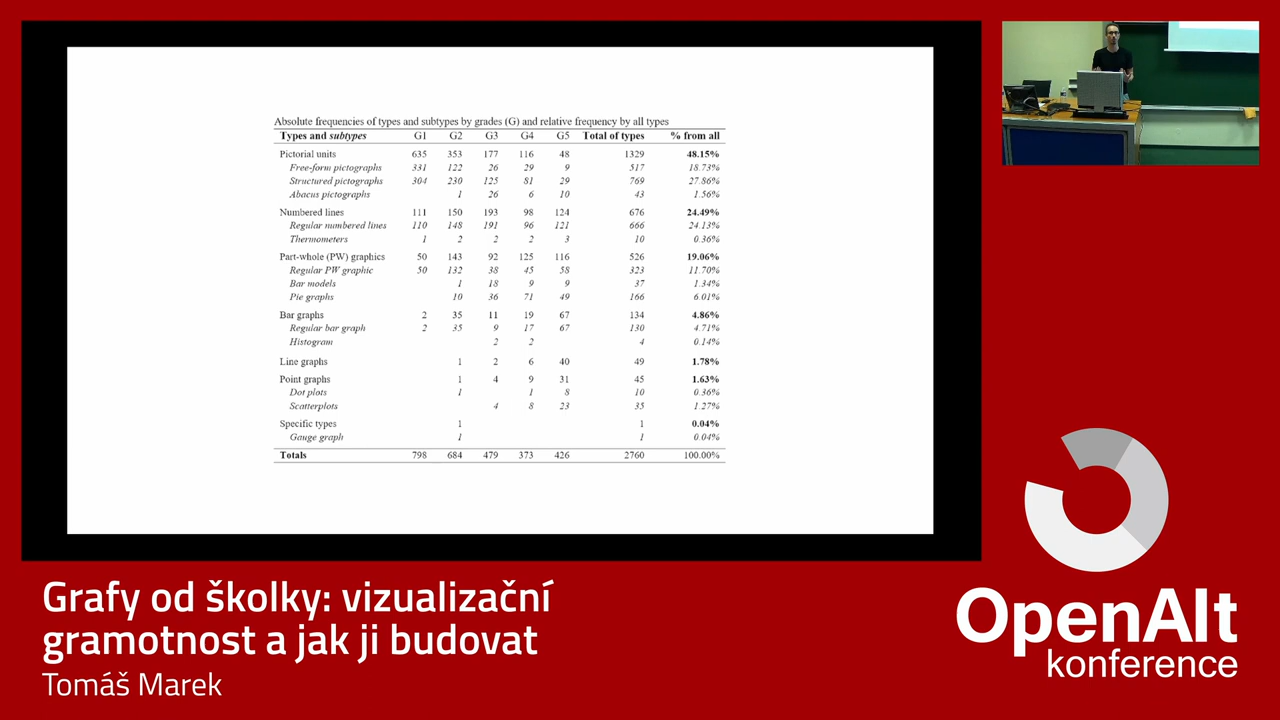 Absolute frequencies of types and subtypes by grades (G) and relative frequency by all types
Types and subtypes G1 G2 G3 G4 G5 Total of types % from all
Pictorial units 635 353 177 116 48 1329 48.15%
Free-form pictographs 331 122 26 29 9 517 18.73%
Structured pictographs 304 230 125 81 29 769 27.86%
Abacus pictographs 1 26 6 10 43 1.56%
Numbered lines 111 150 193 98 124 676 24.49%
Regular numbered lines 110 148 191 96 121 666 24.13%
Thermometers 1 2 2 2 3 10 0.36%
Part-whole (PW) graphics 50 143 92 125 116 526 19.06%
Regular PW graphic 50 132 38 45 58 323 11.70%
Bar models 1 18 9 9 37 1.34%
Pie graphs 10 36 71 49 166 6.01%
Bar graphs 2 35 11 19 67 134 4.86%
Regular bar graph 2 35 9 17 67 130 4.71%
Histogram 2 2 4 0.14%
Line graphs 1 2 6 40 49 1.78%
Point graphs 1 4 9 31 45 1.63%
Dot plots 1 1 8 10 0.36%
Scatterplots 4 8 23 35 1.27%
Specific types 1 1 0.04%
Gauge graph 1 1 0.04%
Totals 798 684 479 373 426 2760 100.00%
Grafy od školky: vizualizační
gramotnost a jak ji budovat
Tomáš Marek
OpenAlt
konference